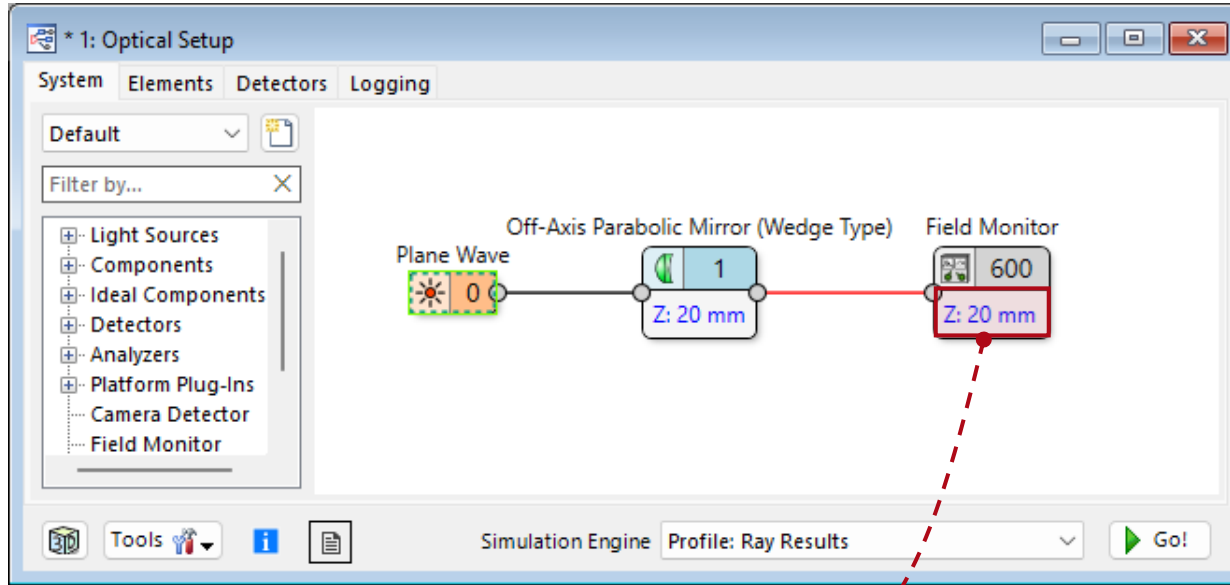 * 1: Optical Setup
System Elements Detectors Logging
Default
Filter by...
Light Sources
Components
Ideal Components
Detectors
Analyzers
Platform Plug-Ins
Camera Detector
Field Monitor
Plane Wave
0
Off-Axis Parabolic Mirror (Wedge Type)
1
Z: 20 mm
Field Monitor
600
Z: 20 mm
3D
Tools
i
Simulation Engine Profile: Ray Results
Go!